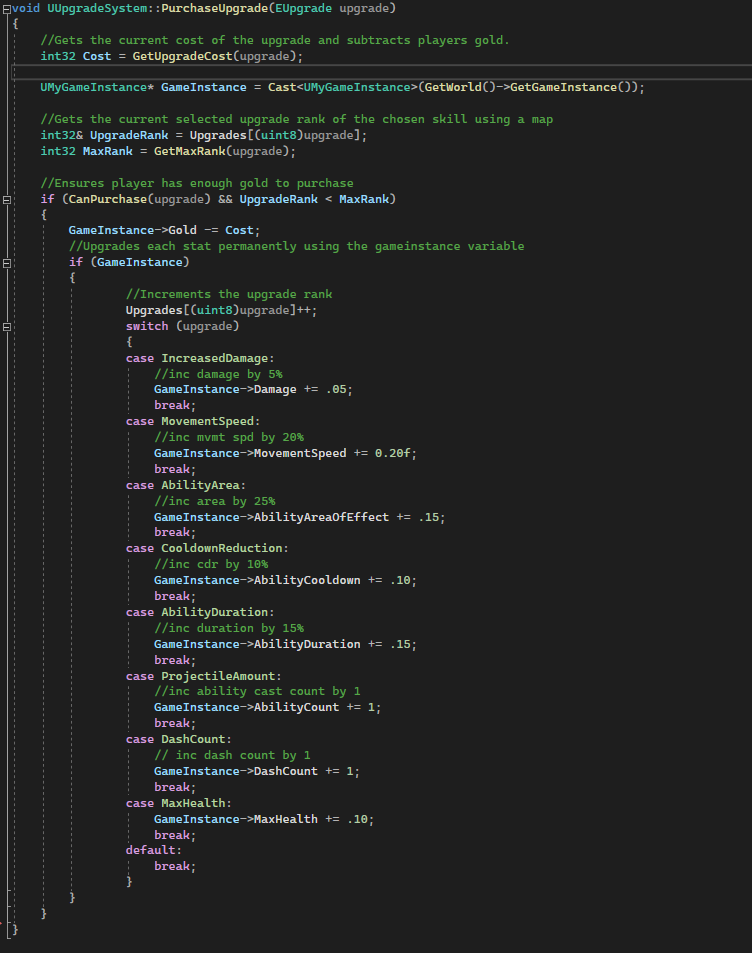 void UUpgradeSystem::PurchaseUpgrade(EUpgrade upgrade)
{
//Gets the current cost of the upgrade and subtracts players gold.
int32 Cost = GetUpgradeCost(upgrade);
UMyGameInstance* GameInstance = Cast<UMyGameInstance>(GetWorld()->GetGameInstance());
//Gets the current selected upgrade rank of the chosen skill using a map
int32& UpgradeRank = Upgrades[(uint8)upgrade];
int32 MaxRank = GetMaxRank(upgrade);
//Ensures player has enough gold to purchase
if (CanPurchase(upgrade) && UpgradeRank < MaxRank)
{
GameInstance->Gold -= Cost;
//Upgrades each stat permanently using the gameinstance variable
if (GameInstance)
{
//Increments the upgrade rank
Upgrades[(uint8)upgrade]++;
switch (upgrade)
{
case IncreasedDamage:
//inc damage by 5%
GameInstance->Damage += .05;
break;
case MovementSpeed:
//inc mvmt spd by 20%
GameInstance->MovementSpeed += 0.20f;
break;
case AbilityArea:
//inc area by 25%
GameInstance->AbilityAreaOfEffect += .15;
break;
case CooldownReduction:
//inc cdr by 10%
GameInstance->AbilityCooldown += .10;
break;
case AbilityDuration:
//inc duration by 15%
GameInstance->AbilityDuration += .15;
break;
case ProjectileAmount:
//inc ability cast count by 1
GameInstance->AbilityCount += 1;
break;
case DashCount:
// inc dash count by 1
GameInstance->DashCount += 1;
break;
case MaxHealth:
GameInstance->MaxHealth += .10;
break;
default:
break;
}
}
}
}